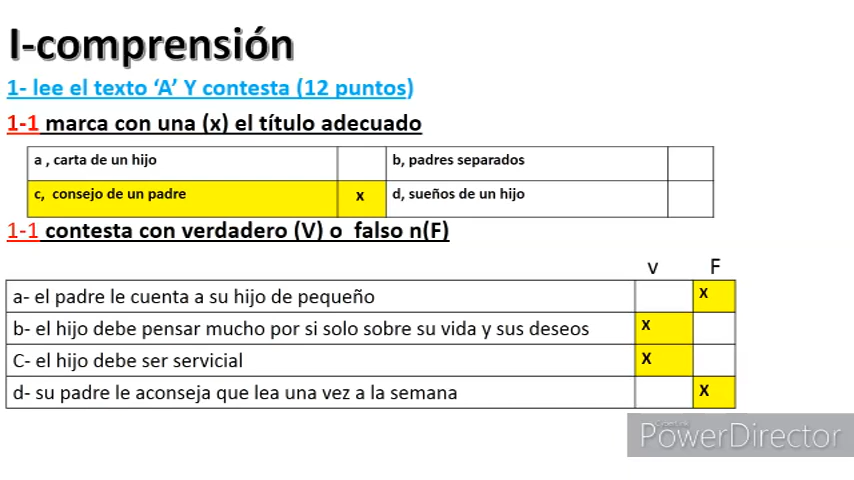 I-comprensión
1- lee el texto ‘A’ Y contesta (12 puntos)
1-1 marca con una (x) el título adecuado
a , carta de un hijo b, padres separados
c, consejo de un padre x d, sueños de un hijo
1-1 contesta con verdadero (V) o falso n(F)
v F
a- el padre le cuenta a su hijo de pequeño X
b- el hijo debe pensar mucho por si solo sobre su vida y sus deseos X
C- el hijo debe ser servicial X
d- su padre le aconseja que lea una vez a la semana X
PowerDirector